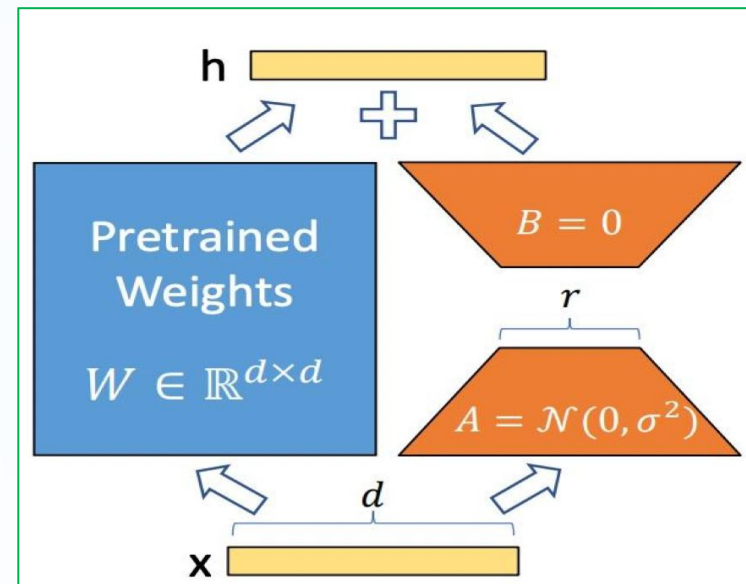 h
Pretrained
Weights
W ∈ ℝ^{d×d}
B = 0
r
A = 𝒩(0, σ²)
d
x